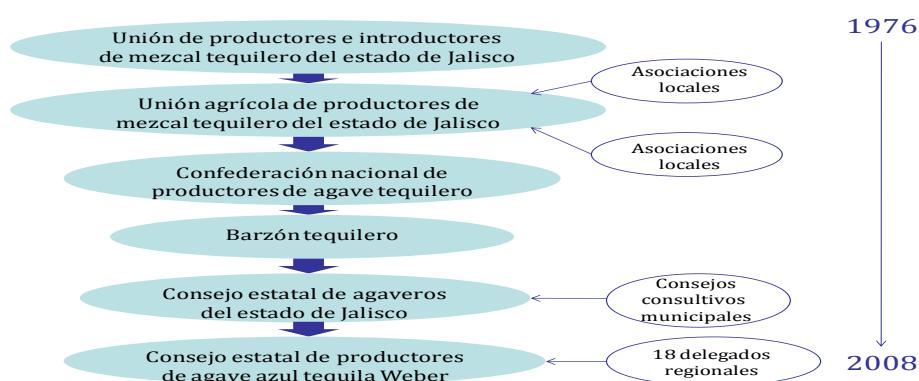 1976
Unión de productores e introductores
de mezcal tequilero del estado de Jalisco
Asociaciones
locales
Unión agrícola de productores de
mezcal tequilero del estado de Jalisco
Asociaciones
locales
Confederación nacional de
productores de agave tequilero
Barzón tequilero
Consejo estatal de agaveros
del estado de Jalisco
Consejos
consultivos
municipales
Consejo estatal de productores
de agave azul tequila Weber
18 delegados
regionales
2008